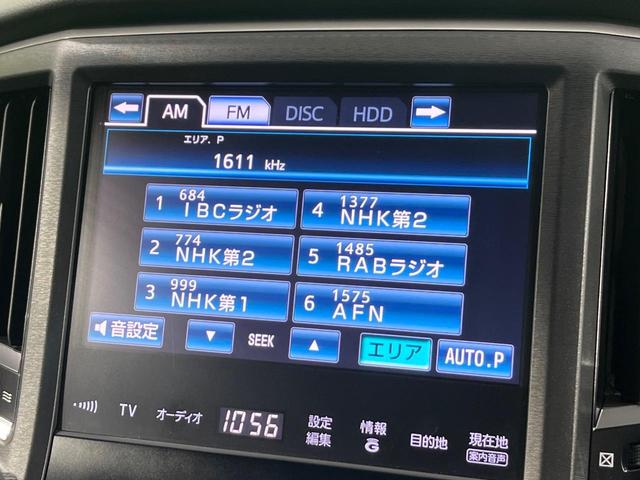 AM FM DISC HDD
エリア. P
1611 kHz
1 684 IBCラジオ
4 1377 NHK第2
2 774 NHK第2
5 1485 RABラジオ
3 999 NHK第1
6 1575 AFN
音設定 SEEK エリア AUTO.P
TV オーディオ 10:56 設定編集 情報 G 目的地 現在地
案内音声